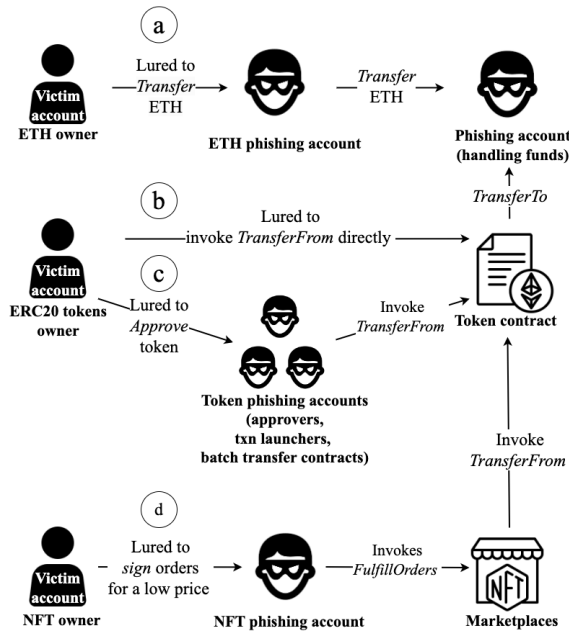 a
Lured to
Transfer
ETH
Transfer
ETH
Victim
account
ETH owner
ETH phishing account
Phishing account
(handling funds)
b
Lured to
invoke TransferFrom directly
TransferTo
Victim
account
ERC20 tokens
owner
c
Lured to
Approve
token
Invoke
TransferFrom
Token contract
Token phishing accounts
(approvers,
txn launchers,
batch transfer contracts)
Invoke
TransferFrom
d
Lured to
sign orders
for a low price
Invokes
FulfillOrders
Victim
account
NFT owner
NFT phishing account
NFT
Marketplaces